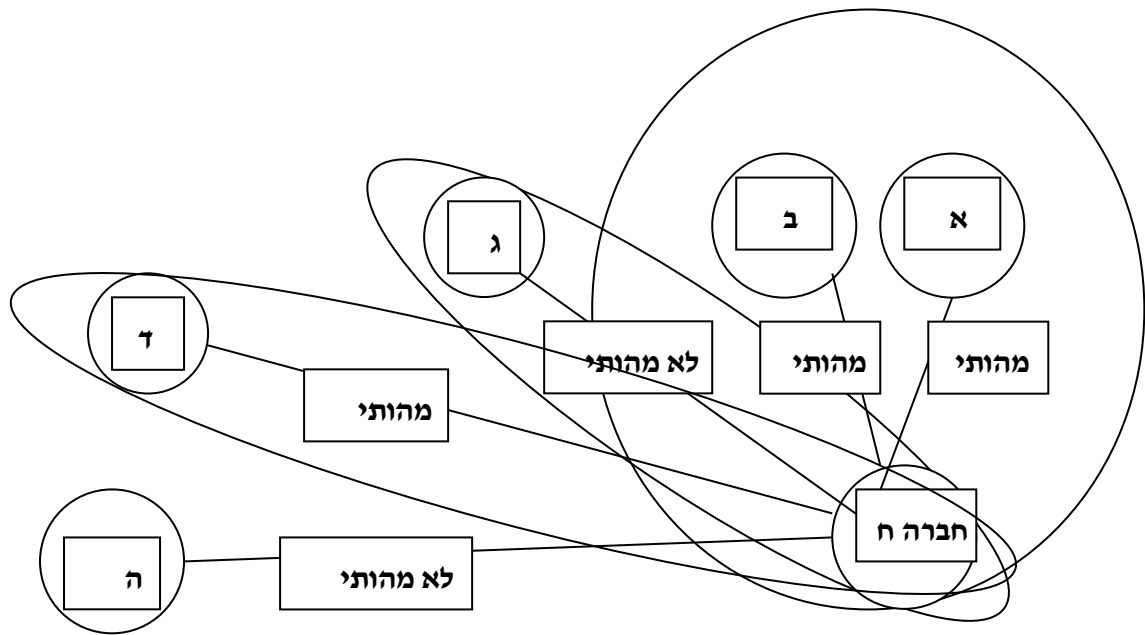 א
ב
ג
מהותי
מהותי
לא מהותי
ד
מהותי
חברה ח
ה
לא מהותי